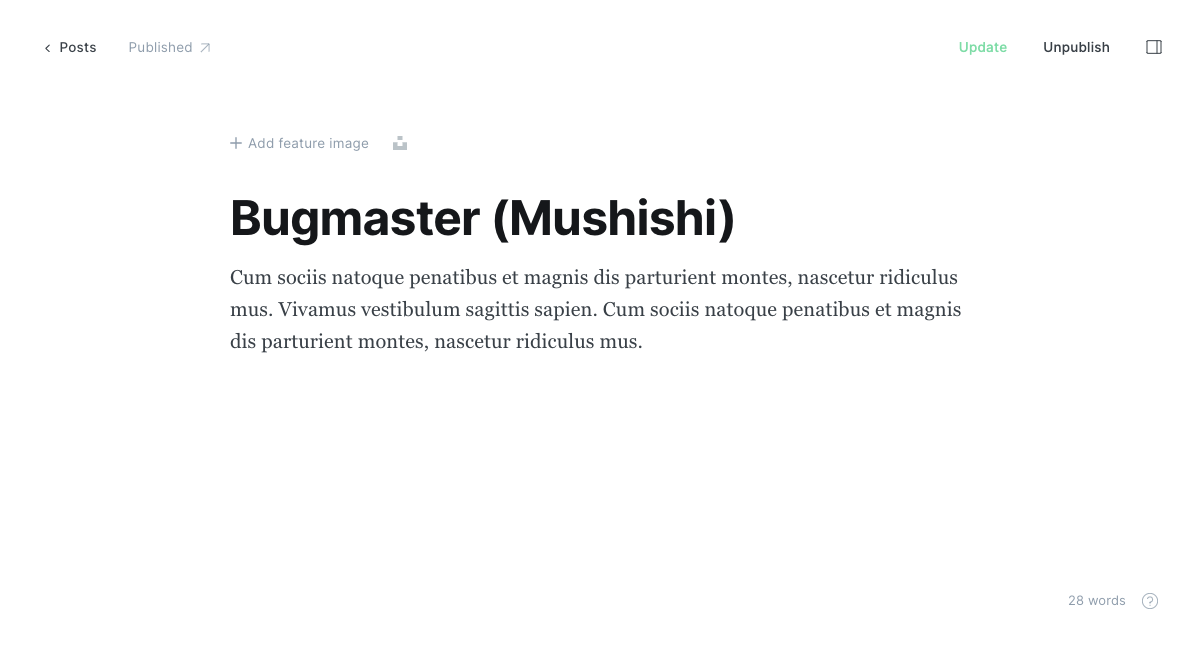 Posts
Published
Update
Unpublish
Add feature image
Bugmaster (Mushishi)
Cum sociis natoque penatibus et magnis dis parturient montes, nascetur ridiculus
mus. Vivamus vestibulum sagittis sapien. Cum sociis natoque penatibus et magnis
dis parturient montes, nascetur ridiculus mus.
28 words
?